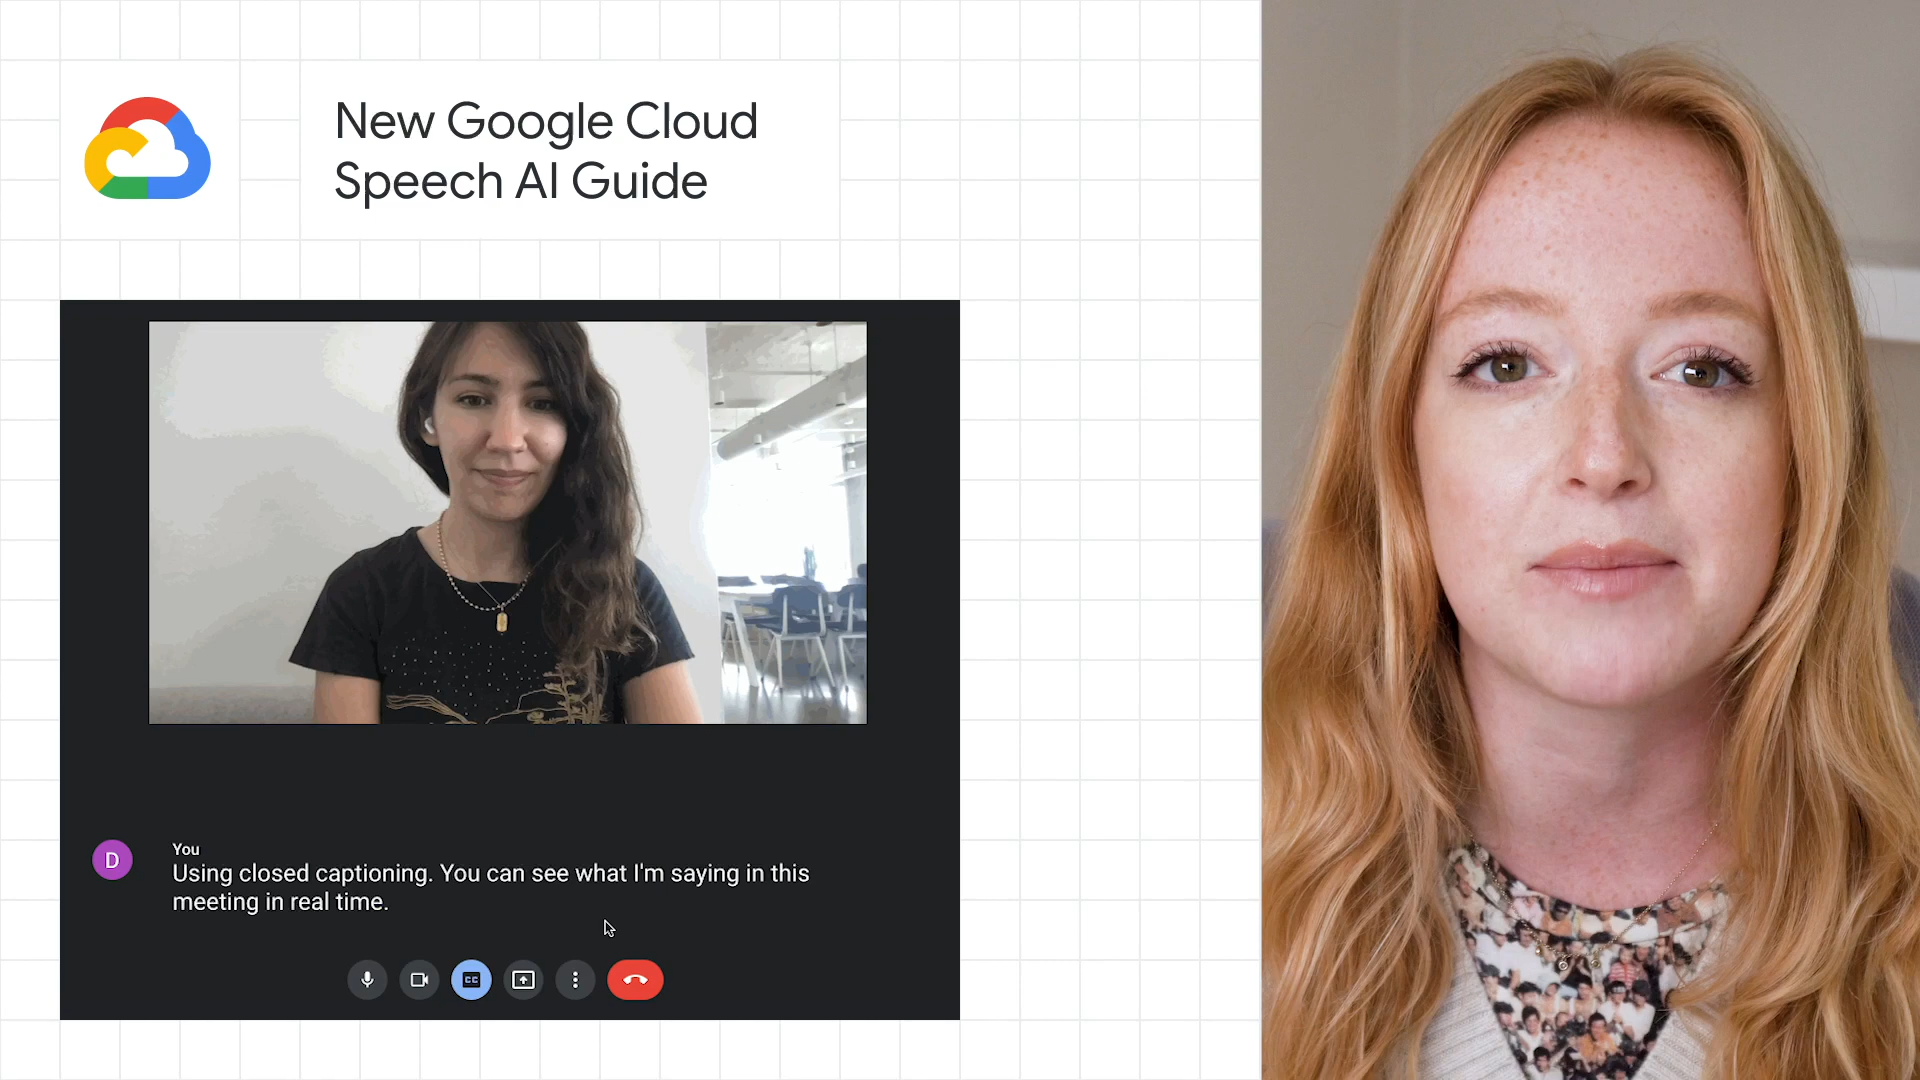 New Google Cloud
Speech AI Guide
D
You
Using closed captioning. You can see what I'm saying in this
meeting in real time.
CC